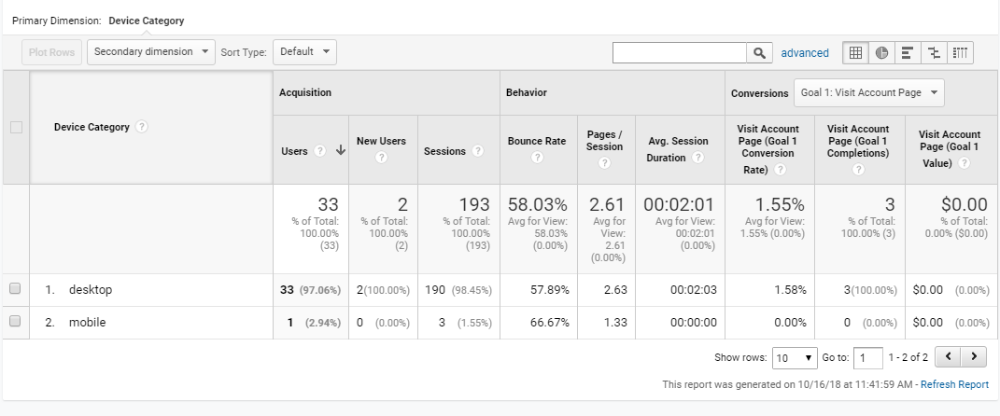 Primary Dimension: Device Category
Plot Rows Secondary dimension Sort Type: Default advanced
Acquisition Behavior Conversions Goal 1: Visit Account Page
Device Category ? Users ? New Users ? Sessions ? Bounce Rate ? Pages / Session ? Avg. Session Duration ? Visit Account Page (Goal 1 Conversion Rate) ? Visit Account Page (Goal 1 Completions) ? Visit Account Page (Goal 1 Value) ?
33 2 193 58.03% 2.61 00:02:01 1.55% 3 $0.00
% of Total: 100.00% (33) % of Total: 100.00% (2) % of Total: 100.00% (193) Avg for View: 58.03% (0.00%) Avg for View: 2.61 (0.00%) Avg for View: 00:02:01 (0.00%) Avg for View: 1.55% (0.00%) % of Total: 100.00% (3) % of Total: 0.00% ($0.00)
1. desktop 33 (97.06%) 2(100.00%) 190 (98.45%) 57.89% 2.63 00:02:03 1.58% 3(100.00%) $0.00 (0.00%)
2. mobile 1 (2.94%) 0 (0.00%) 3 (1.55%) 66.67% 1.33 00:00:00 0.00% 0 (0.00%) $0.00 (0.00%)
Show rows: 10 Go to: 1 1 - 2 of 2
This report was generated on 10/16/18 at 11:41:59 AM - Refresh Report